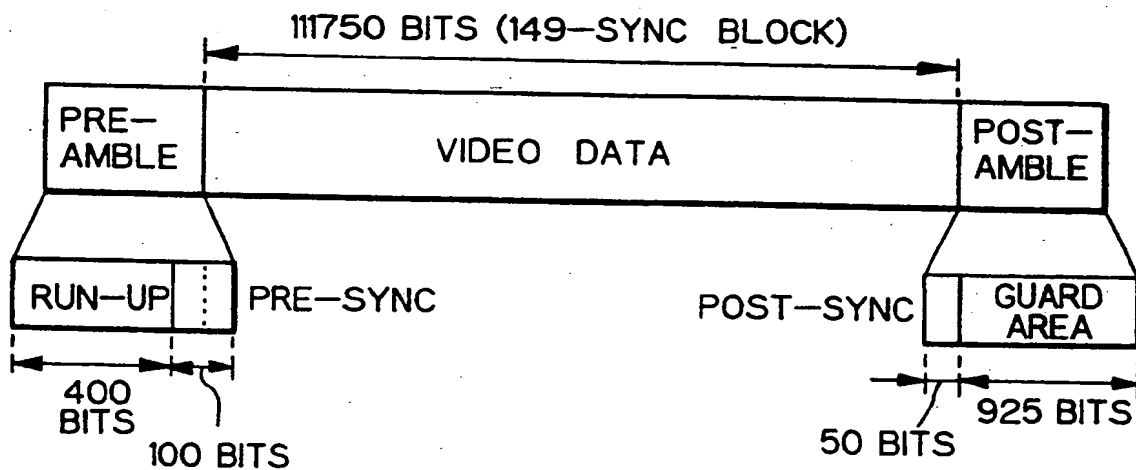 111750 BITS (149-SYNC BLOCK)
PRE-
AMBLE
VIDEO DATA
POST-
AMBLE
RUN-UP
PRE-SYNC
POST-SYNC
GUARD
AREA
400
BITS
100 BITS
50 BITS
925 BITS